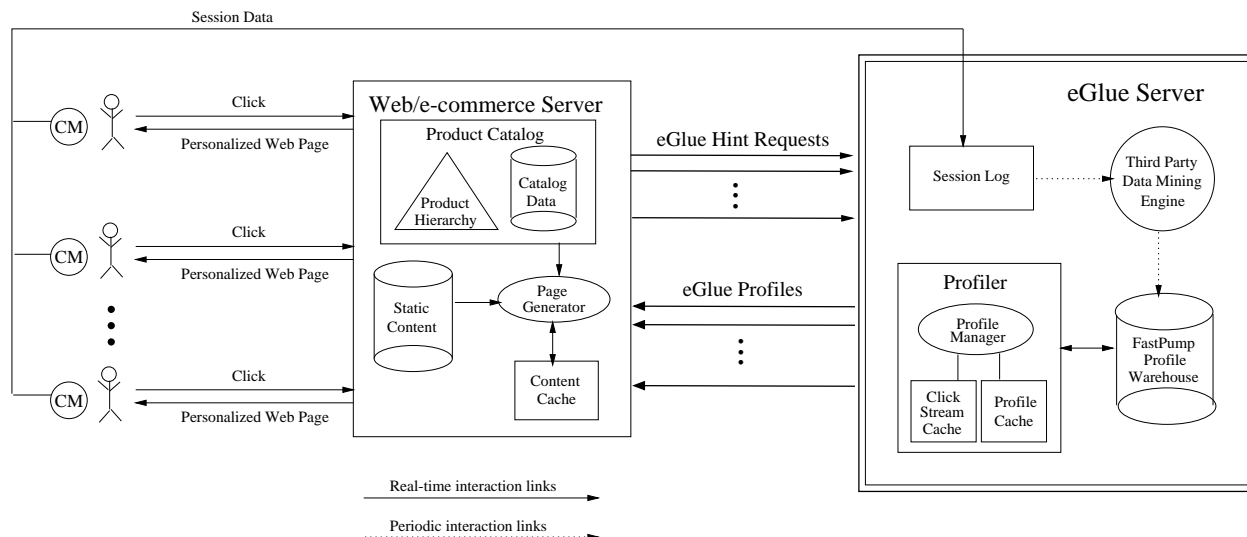 Session Data
eGlue Server
Web/e-commerce Server
Product Catalog
Product
Hierarchy
Catalog
Data
Static
Content
Page
Generator
Content
Cache
CM
Click
Personalized Web Page
CM
Click
Personalized Web Page
CM
Click
Personalized Web Page
eGlue Hint Requests
eGlue Profiles
Session Log
Third Party
Data Mining
Engine
Profiler
Profile
Manager
Click
Stream
Cache
Profile
Cache
FastPump
Profile
Warehouse
Real-time interaction links
Periodic interaction links